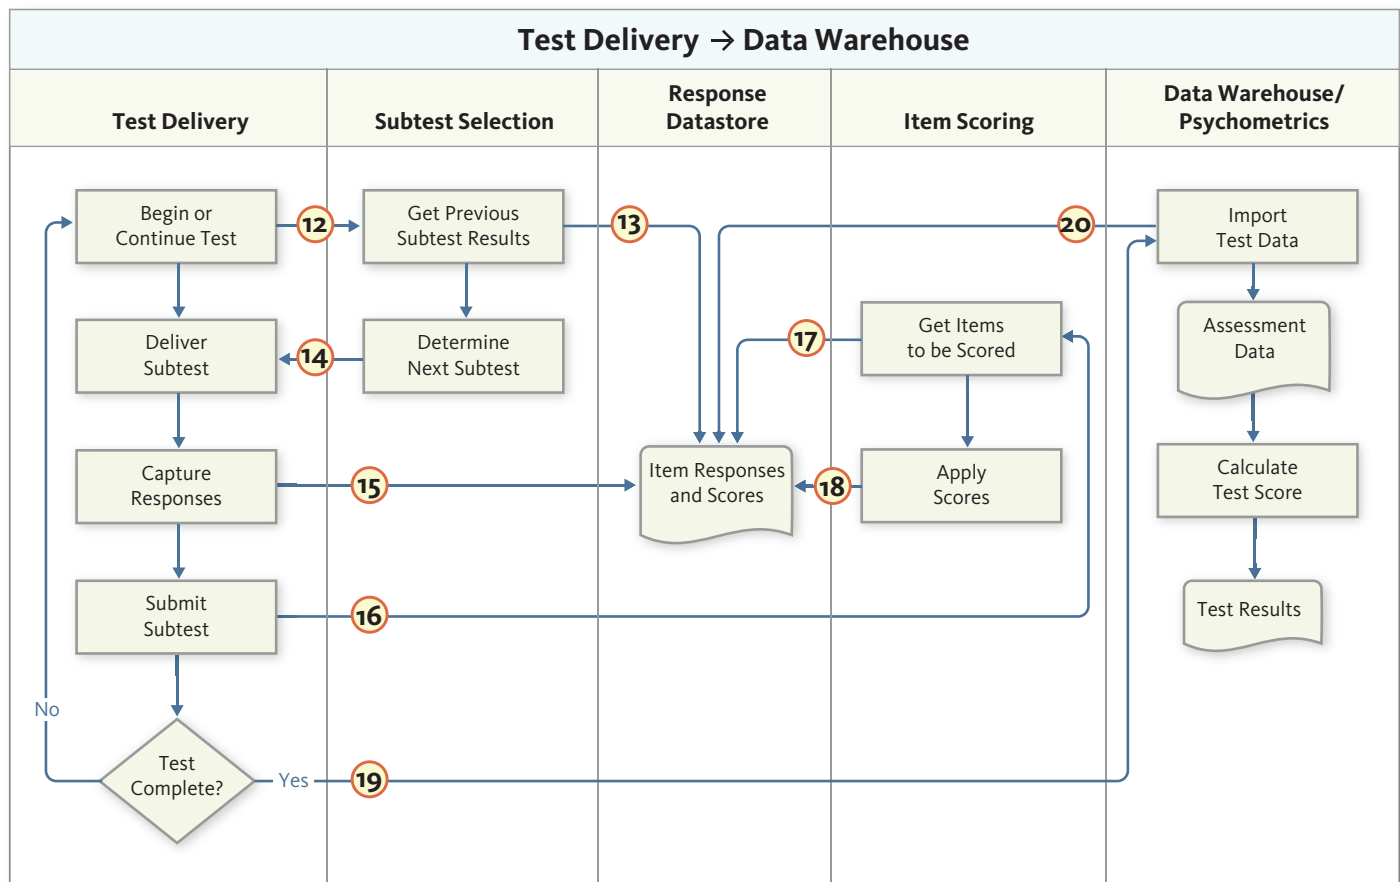 Test Delivery → Data Warehouse
Test Delivery
Subtest Selection
Response
Datastore
Item Scoring
Data Warehouse/
Psychometrics
Begin or
Continue Test
12
Get Previous
Subtest Results
13
20
Import
Test Data
Deliver
Subtest
14
Determine
Next Subtest
17
Get Items
to be Scored
Assessment
Data
Capture
Responses
15
Item Responses
and Scores
18
Apply
Scores
Calculate
Test Score
Submit
Subtest
16
Test Results
No
Test
Complete?
Yes
19